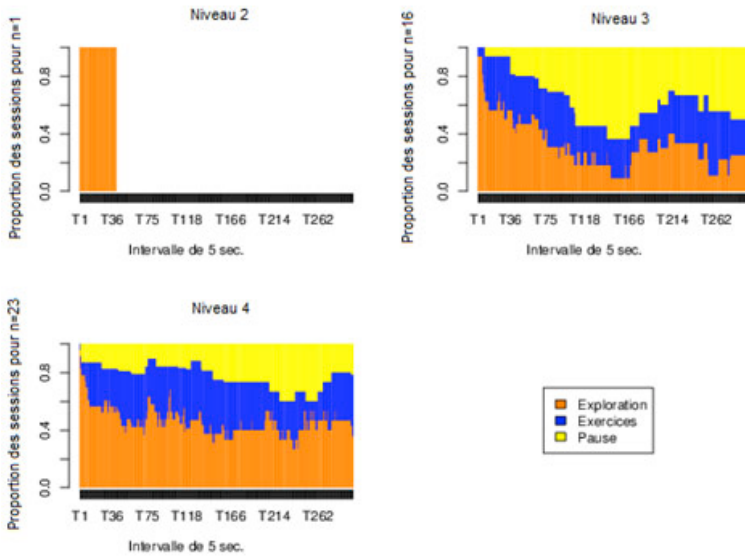 Niveau 2
Proportion des sessions pour n=1
0.0 0.4 0.8
T1 T36 T75 T118 T166 T214 T262
Intervalle de 5 sec.
Niveau 3
Proportion des sessions pour n=16
0.0 0.4 0.8
T1 T36 T75 T118 T166 T214 T262
Intervalle de 5 sec.
Niveau 4
Proportion des sessions pour n=23
0.0 0.4 0.8
T1 T36 T75 T118 T166 T214 T262
Intervalle de 5 sec.
Exploration
Exercices
Pause